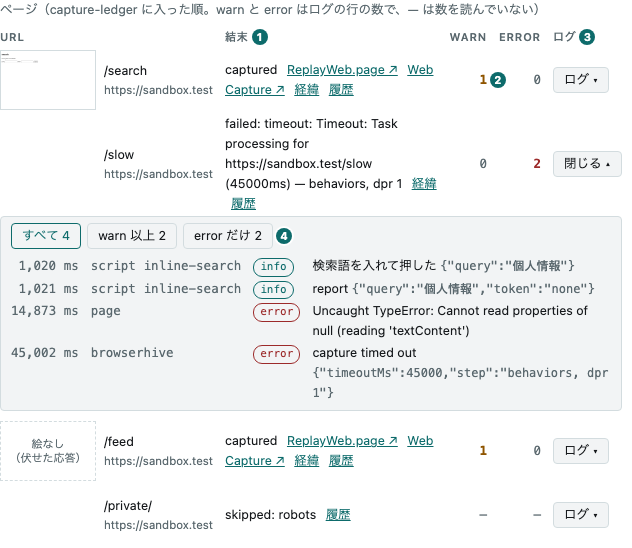 ページ（capture-ledger に入った順。warn と error はログの行の数で、— は数を読んでいない）
URL 結末 1 WARN ERROR ログ 3
/search
https://sandbox.test
captured ReplayWeb.page ↗ Web
Capture ↗ 経緯 履歴
1 2 0 ログ ▾
/slow
https://sandbox.test
failed: timeout: Timeout: Task
processing for
https://sandbox.test/slow
(45000ms) — behaviors, dpr 1 経緯
履歴
0 2 閉じる ▴
すべて 4 warn 以上 2 error だけ 2 4
1,020 ms script inline-search info 検索語を入れて押した {"query":"個人情報"}
1,021 ms script inline-search info report {"query":"個人情報","token":"none"}
14,873 ms page error Uncaught TypeError: Cannot read properties of
null (reading 'textContent')
45,002 ms browserhive error capture timed out
{"timeoutMs":45000,"step":"behaviors, dpr
1"}
絵なし
（伏せた応答）
/feed
https://sandbox.test
captured ReplayWeb.page ↗ Web
Capture ↗ 経緯 履歴
1 0 ログ ▾
/private/
https://sandbox.test
skipped: robots 履歴
— — ログ ▾